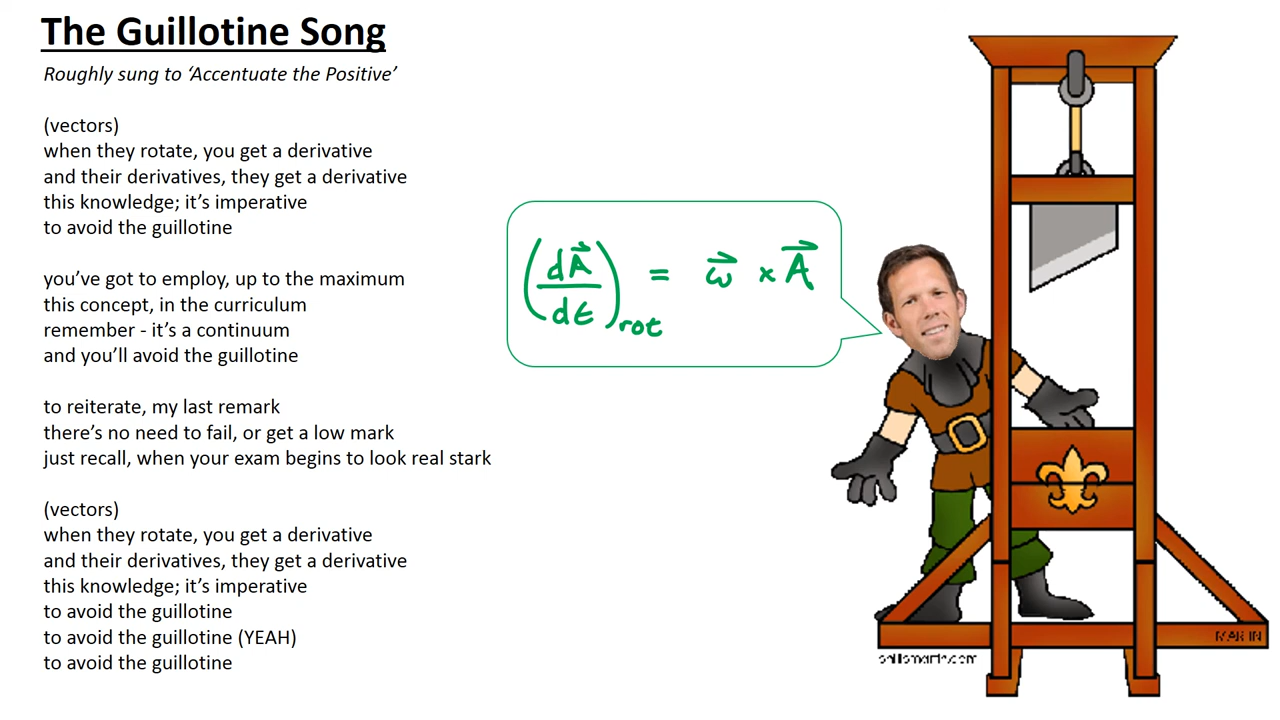 The Guillotine Song
Roughly sung to ‘Accentuate the Positive’
(vectors)
when they rotate, you get a derivative
and their derivatives, they get a derivative
this knowledge; it’s imperative
to avoid the guillotine
you’ve got to employ, up to the maximum
this concept, in the curriculum
remember - it’s a continuum
and you’ll avoid the guillotine
to reiterate, my last remark
there’s no need to fail, or get a low mark
just recall, when your exam begins to look real stark
(vectors)
when they rotate, you get a derivative
and their derivatives, they get a derivative
this knowledge; it’s imperative
to avoid the guillotine
to avoid the guillotine (YEAH)
to avoid the guillotine
(dA⃗/dt)rot = ω⃗ × A⃗
MARTIN
philipmartin.com